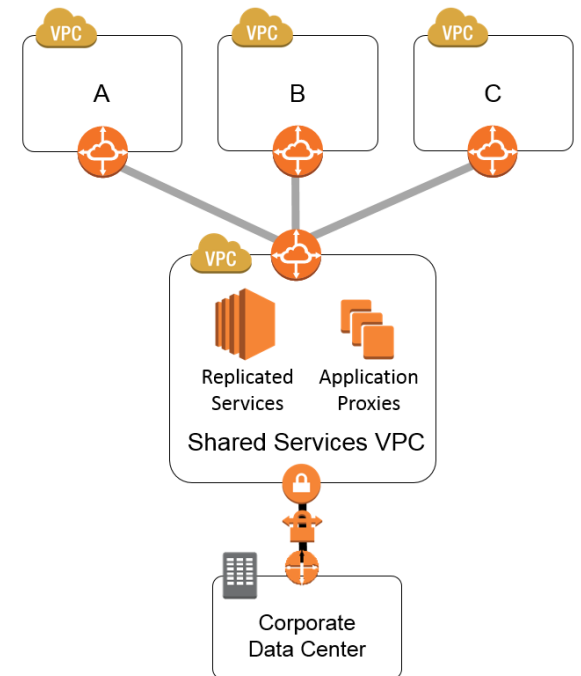 VPC
VPC
VPC
A
B
C
VPC
Replicated
Services
Application
Proxies
Shared Services VPC
Corporate
Data Center